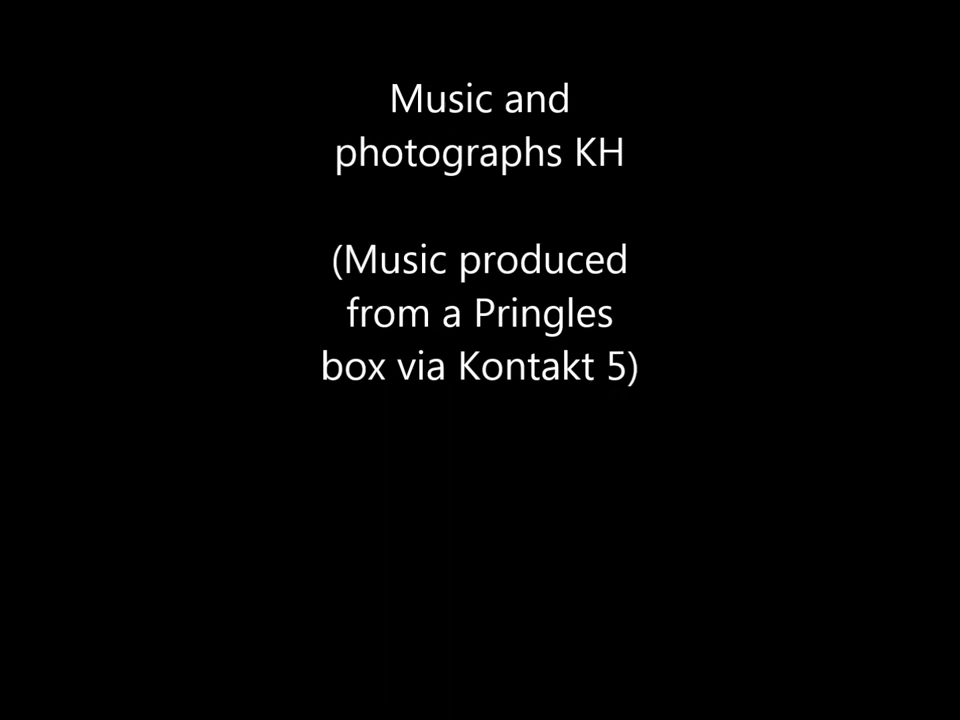 Music and
photographs KH
(Music produced
from a Pringles
box via Kontakt 5)